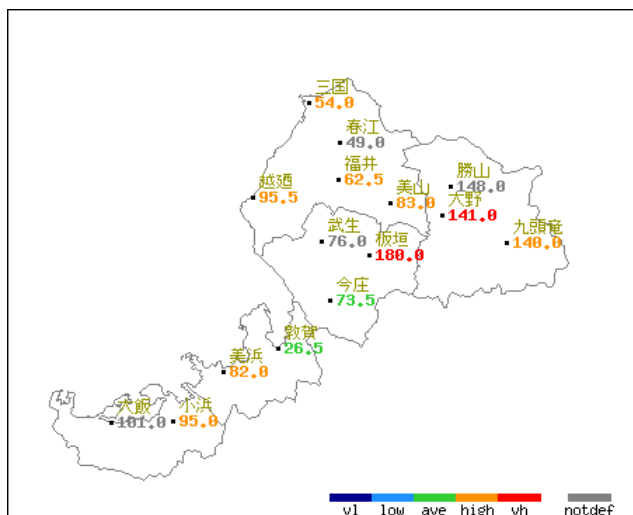 三国
54.0
春江
49.0
福井
62.5
越廼
95.5
美山
83.0
勝山
148.0
大野
141.0
九頭竜
140.0
武生
76.0
板垣
180.0
今庄
73.5
敦賀
26.5
美浜
82.0
大飯
101.0
小浜
95.0
vl low ave high vh notdef